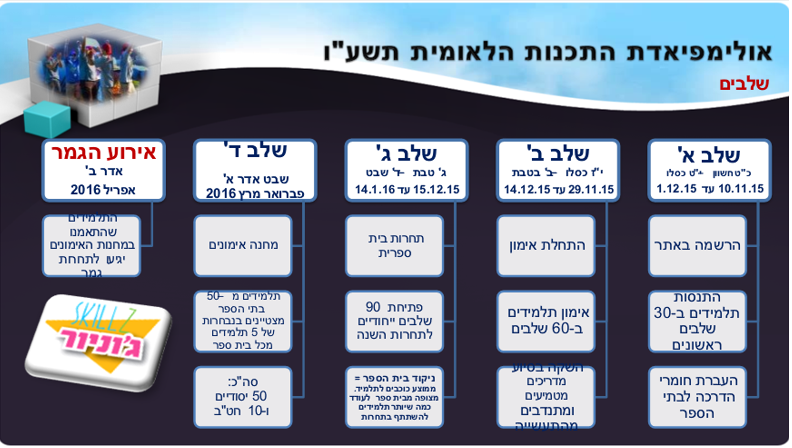 אולימפיאדת התכנות הלאומית תשע"ו
שלבים
שלב א'
כ"ט חשוון – י"ט כסלו
10.11.15 עד 1.12.15
הרשמה באתר
התנסות
תלמידים ב-30
שלבים
ראשונים
העברת חומרי
הדרכה לבתי
הספר
שלב ב'
י"ז כסלו – ב' בטבת
29.11.15 עד 14.12.15
התחלת אימון
אימון תלמידים
ב-60 שלבים
השקה בסיוע
מדריכים
מטמיעים
ומתנדבים
מהתעשייה
שלב ג'
ג' טבת – ד' שבט
15.12.15 עד 14.1.16
תחרות בית
ספרית
פתיחת 90
שלבים ייחודיים
לתחרות השנה
ניקוד בית הספר =
ממוצע כוכבים לתלמיד.
מצופה מבית ספר לעודד
כמה שיותר תלמידים
להשתתף בתחרות
שלב ד'
שבט אדר א'
פברואר מרץ 2016
מחנה אימונים
תלמידים מ – 50
בתי הספר
מצטיינים בנבחרות
של 5 תלמידים
מכל בית ספר
סה"כ:
50 יסודיים
ו-10 חט"ב
אירוע הגמר
אדר ב'
אפריל 2016
התלמידים
שהתאמנו
במחנות האימונים
יגיעו לתחרות
גמר
SKILLZ
ג'וניור